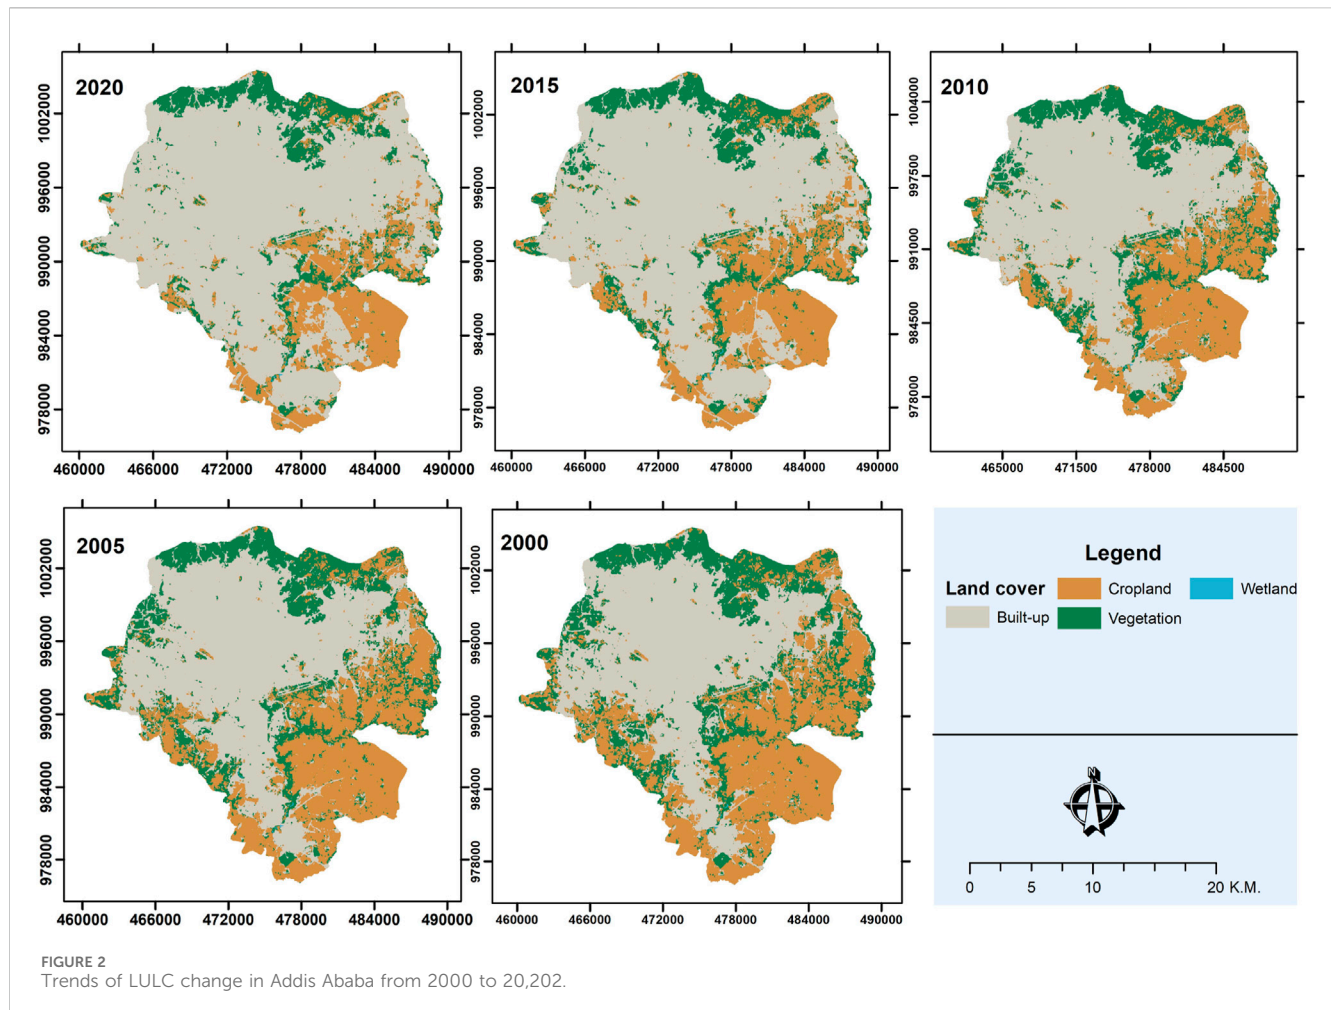 2020
1002000
996000
990000
984000
978000
460000 466000 472000 478000 484000 490000
2015
1002000
996000
990000
984000
978000
460000 466000 472000 478000 484000 490000
2010
1004000
997500
991000
984500
978000
465000 471500 478000 484500
2005
1002000
996000
990000
984000
978000
460000 466000 472000 478000 484000 490000
2000
1002000
996000
990000
984000
978000
460000 466000 472000 478000 484000 490000
Legend
Land cover Cropland Wetland
Built-up Vegetation
N
0 5 10 20 K.M.
FIGURE 2
Trends of LULC change in Addis Ababa from 2000 to 20,202.